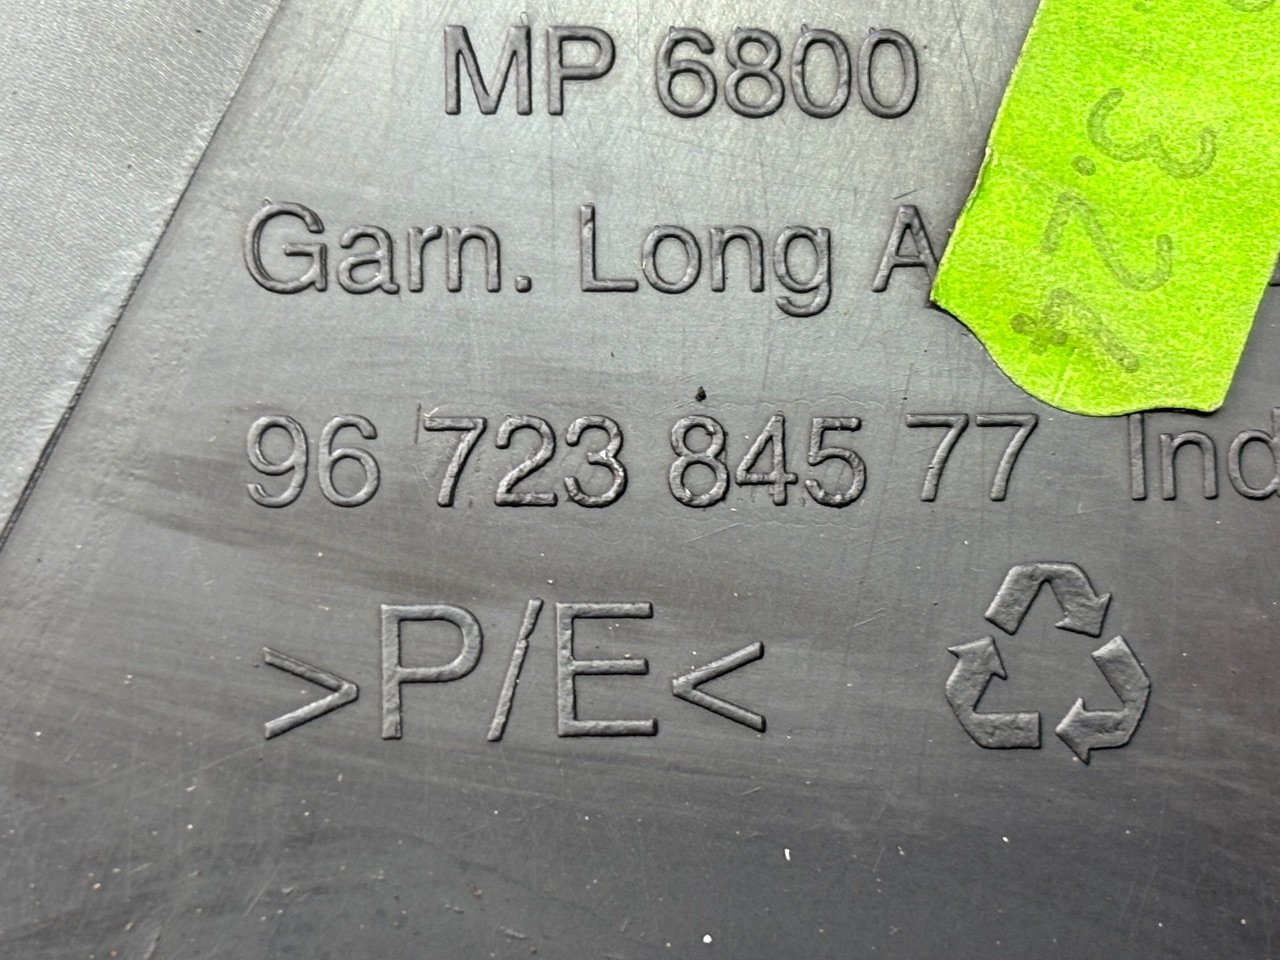 MP 6800
Garn. Long A
96 723 845 77 Ind
>P/E<